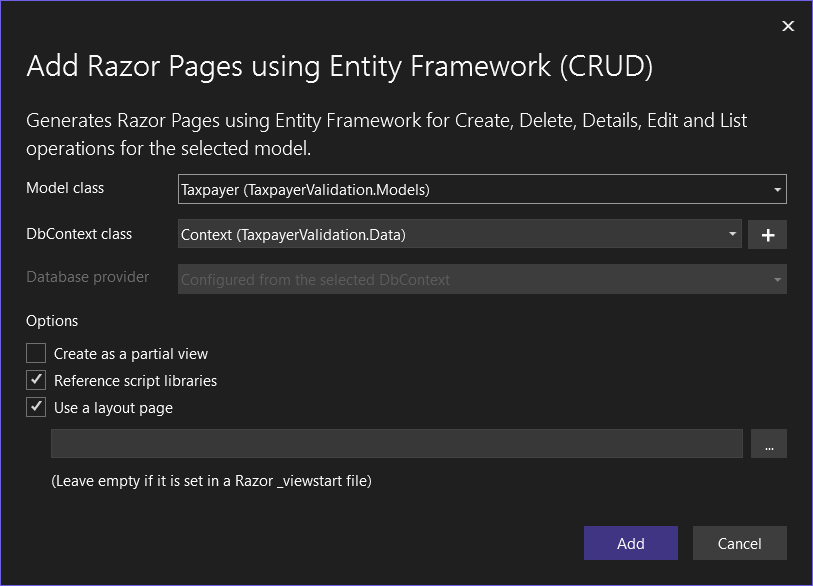 Add Razor Pages using Entity Framework (CRUD)
Generates Razor Pages using Entity Framework for Create, Delete, Details, Edit and List
operations for the selected model.
Model class
Taxpayer (TaxpayerValidation.Models)
DbContext class
Context (TaxpayerValidation.Data)
Database provider
Configured from the selected DbContext
Options
Create as a partial view
Reference script libraries
Use a layout page
...
(Leave empty if it is set in a Razor _viewstart file)
Add
Cancel